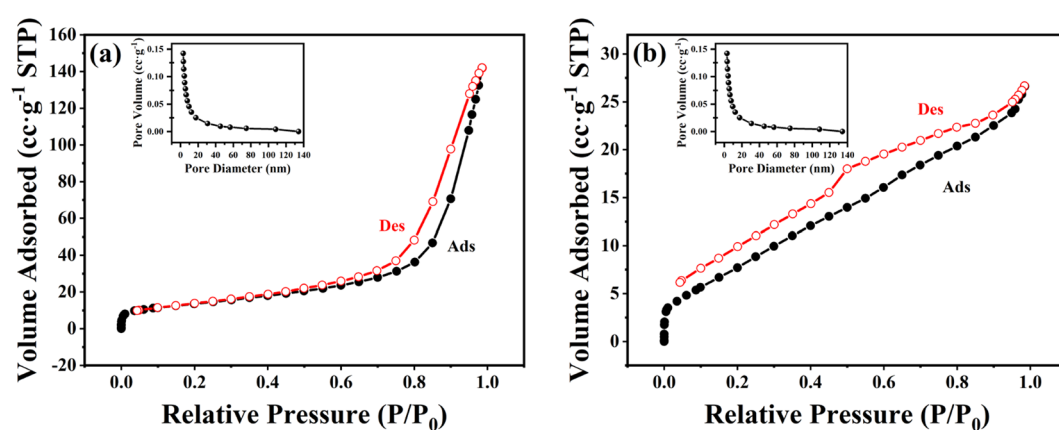 (a)
Volume Adsorbed (cc·g⁻¹ STP)
160
140
120
100
80
60
40
20
0
-20
0.0 0.2 0.4 0.6 0.8 1.0
Relative Pressure (P/P₀)
Des
Ads
Pore Volume (cc·g⁻¹)
0.15
0.10
0.05
0.00
0 20 40 60 80 100 120 140
Pore Diameter (nm)
(b)
Volume Adsorbed (cc·g⁻¹ STP)
30
25
20
15
10
5
0
0.0 0.2 0.4 0.6 0.8 1.0
Relative Pressure (P/P₀)
Des
Ads
Pore Volume (cc·g⁻¹)
0.15
0.10
0.05
0.00
0 20 40 60 80 100 120 140
Pore Diameter (nm)